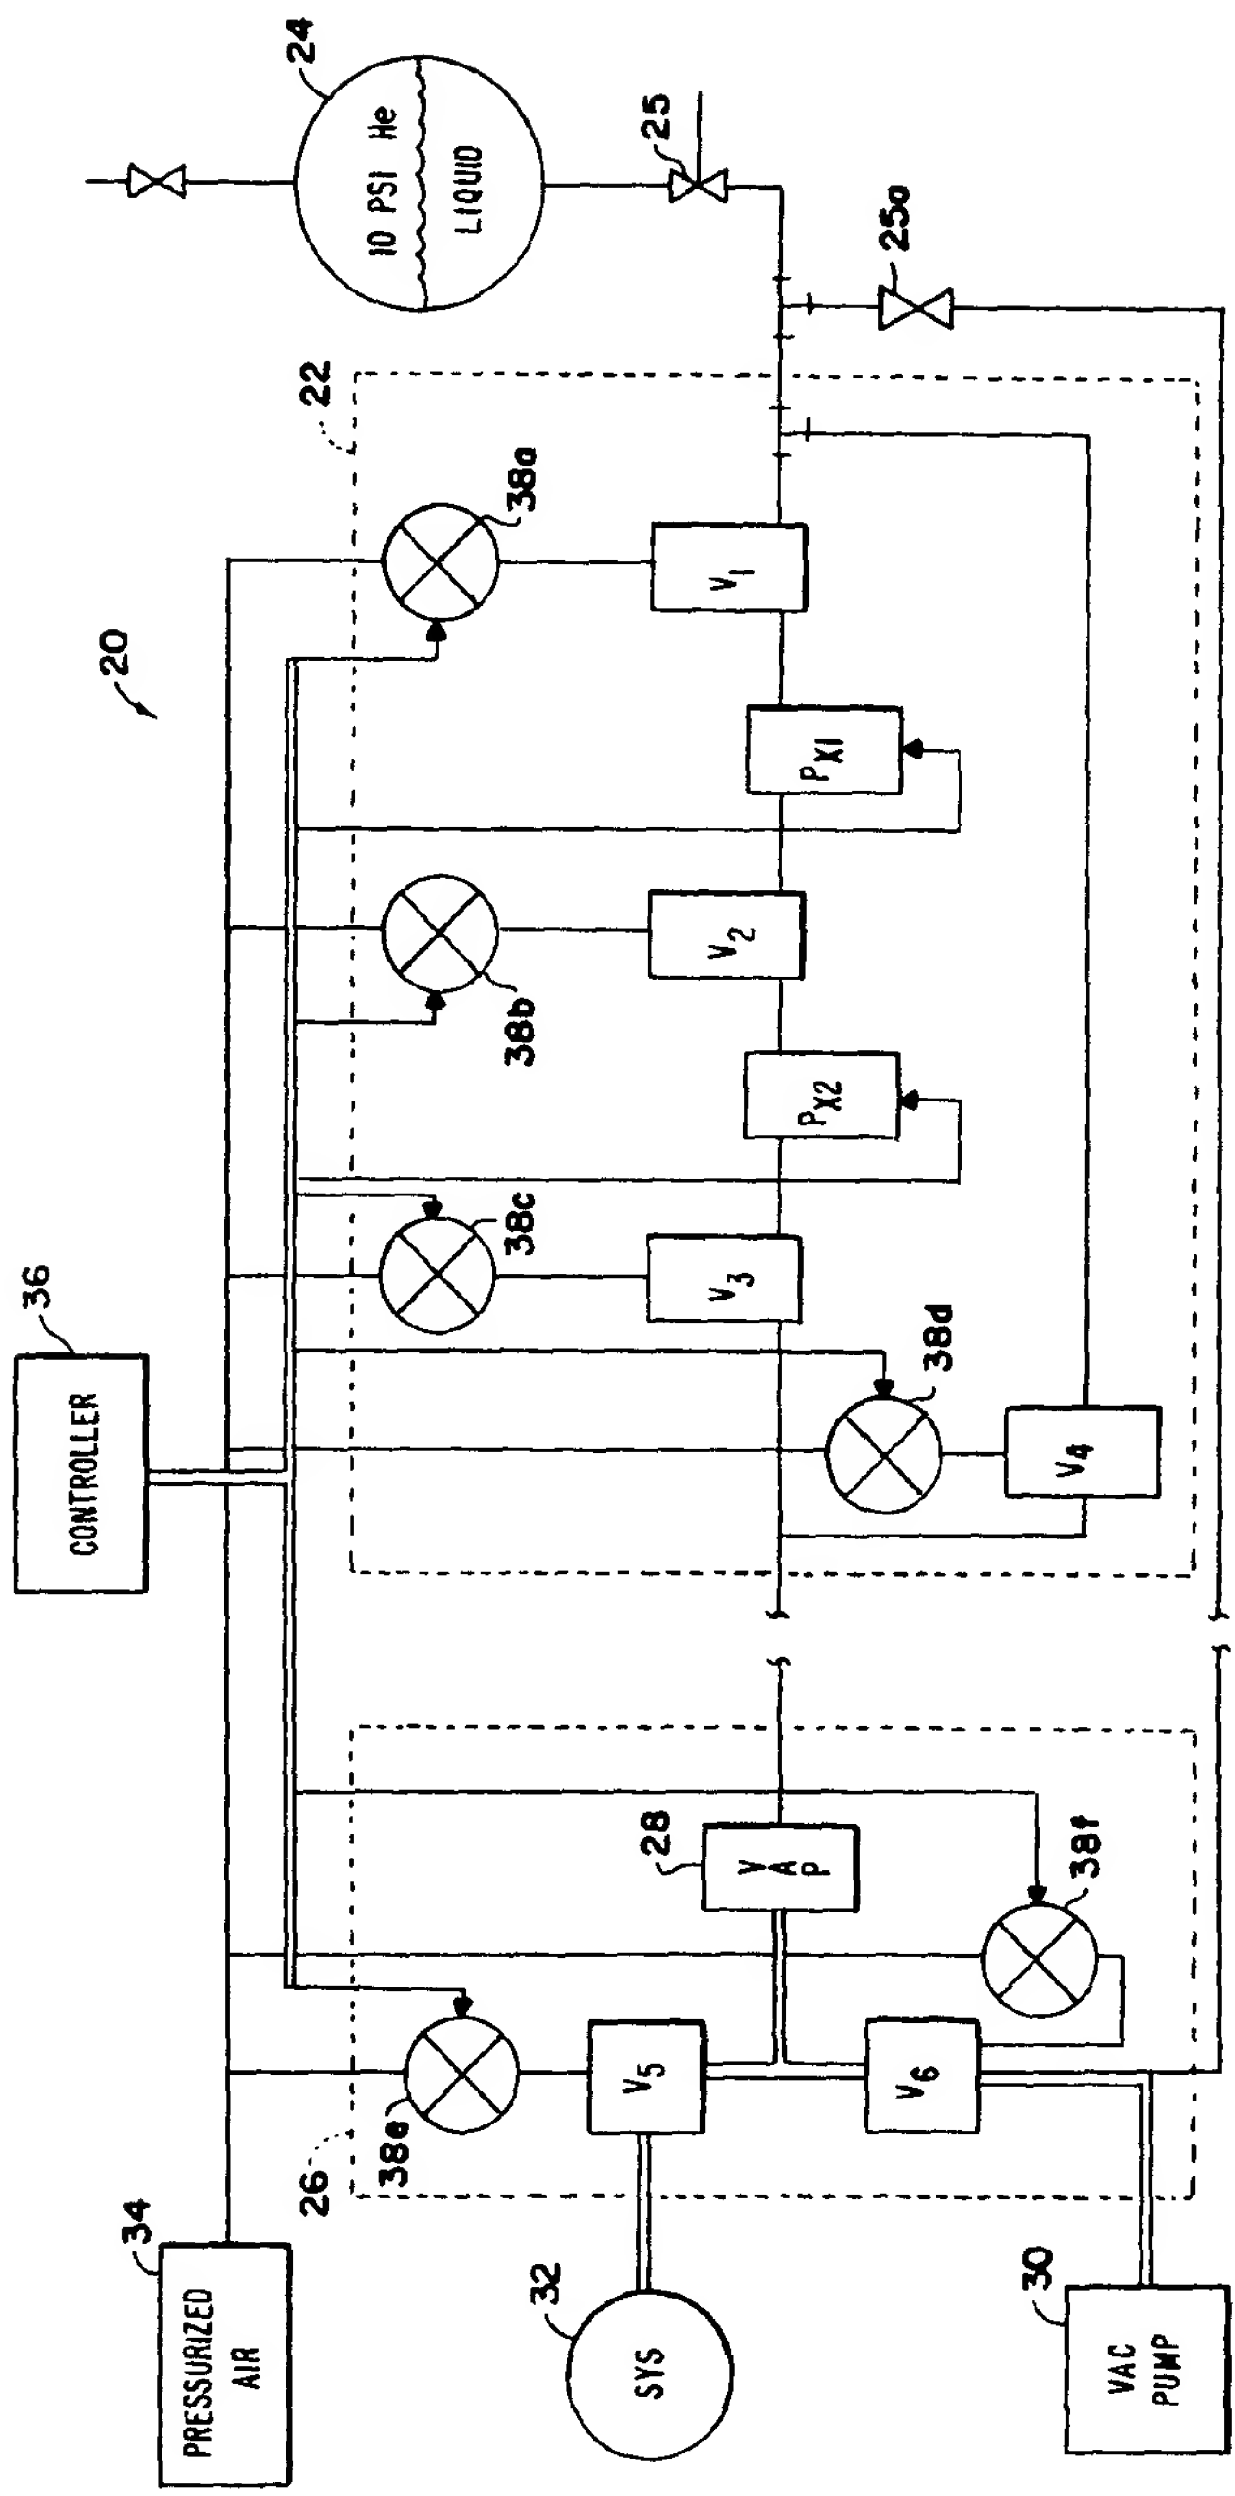 34
PRESSURIZED
AIR
36
CONTROLLER
20
24
10 PSI He
LIQUID
26
38e
38c
38b
38a
22
32
SYS
V5
28
VAP
V3
V2
V1
25
PX2
PX1
38d
25a
30
VAC
PUMP
V6
38f
V4